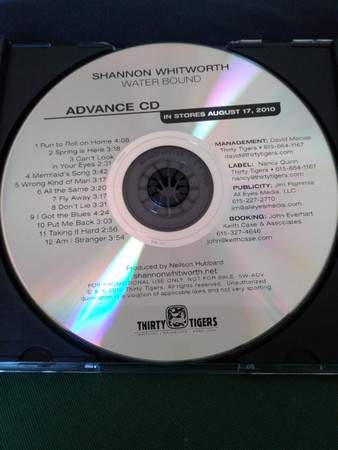 SHANNON WHITWORTH
WATER BOUND
ADVANCE CD
IN STORES AUGUST 17, 2010
1 Run to Roll on Home 4:08
2 Spring is Here 3:18
3 Can't Look
in Your Eyes 2:31
4 Mermaid's Song 3:42
5 Wrong Kind of Man 3:17
6 All the Same 3:20
7 Fly Away 3:17
8 Don't Lie 3:31
9 I Got the Blues 4:24
10 Put Me Back 3:03
11 Taking it Hard 2:56
12 Am I Stranger 3:54
MANAGEMENT: David Macias
Thirty Tigers • 615-664-1167
david@thirtytigers.com
LABEL: Nancy Quinn
Thirty Tigers • 615-664-1167
nancy@thirtytigers.com
PUBLICITY: Jim Flammia
All Eyes Media, LLC
615-227-2770
jim@alleyesmedia.com
BOOKING: John Everhart
Keith Case & Associates
615-327-4646
john@keithcase.com
Produced by Neilson Hubbard
shannonwhitworth.net
FOR PROMOTIONAL USE ONLY. NOT FOR SALE. SW-ADV
Thirty Tigers. All rights reserved. Unauthorized
duplication is a violation of applicable laws and not very sporting.
THIRTY TIGERS